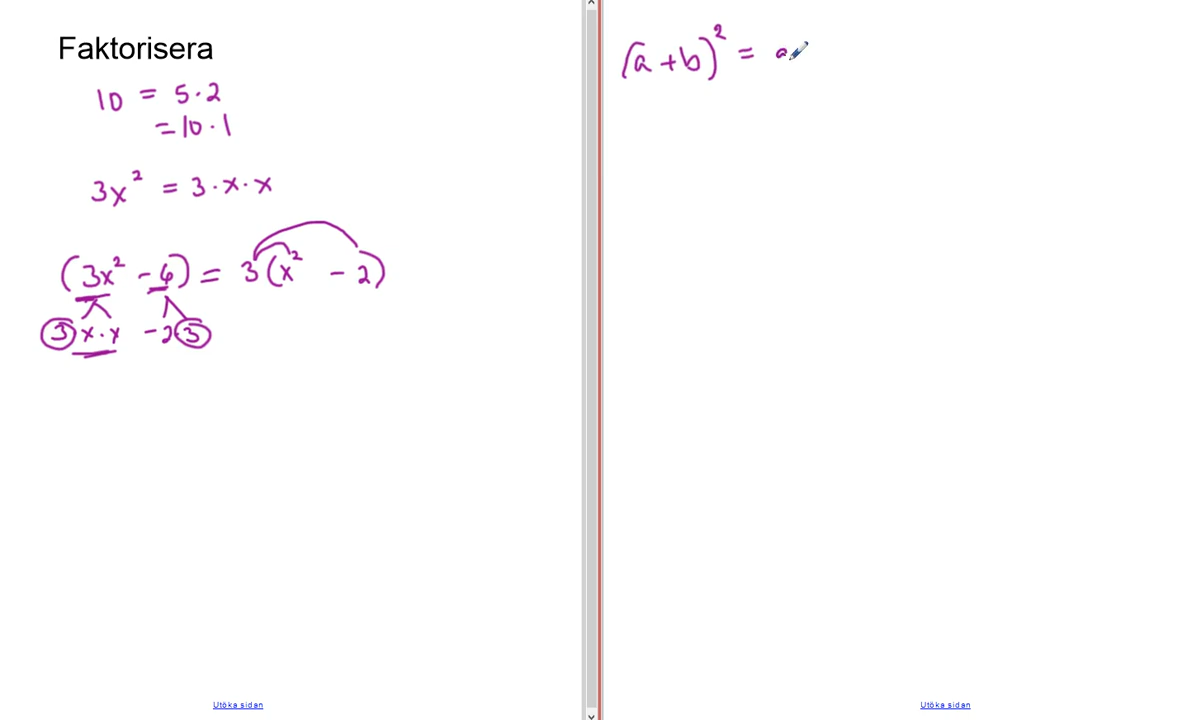 Faktorisera
10 = 5·2
= 10·1
3x² = 3·x·x
(3x² - 6) = 3(x² - 2)
3x·x - 2·3
Utöka sidan
(a+b)² = a
Utöka sidan